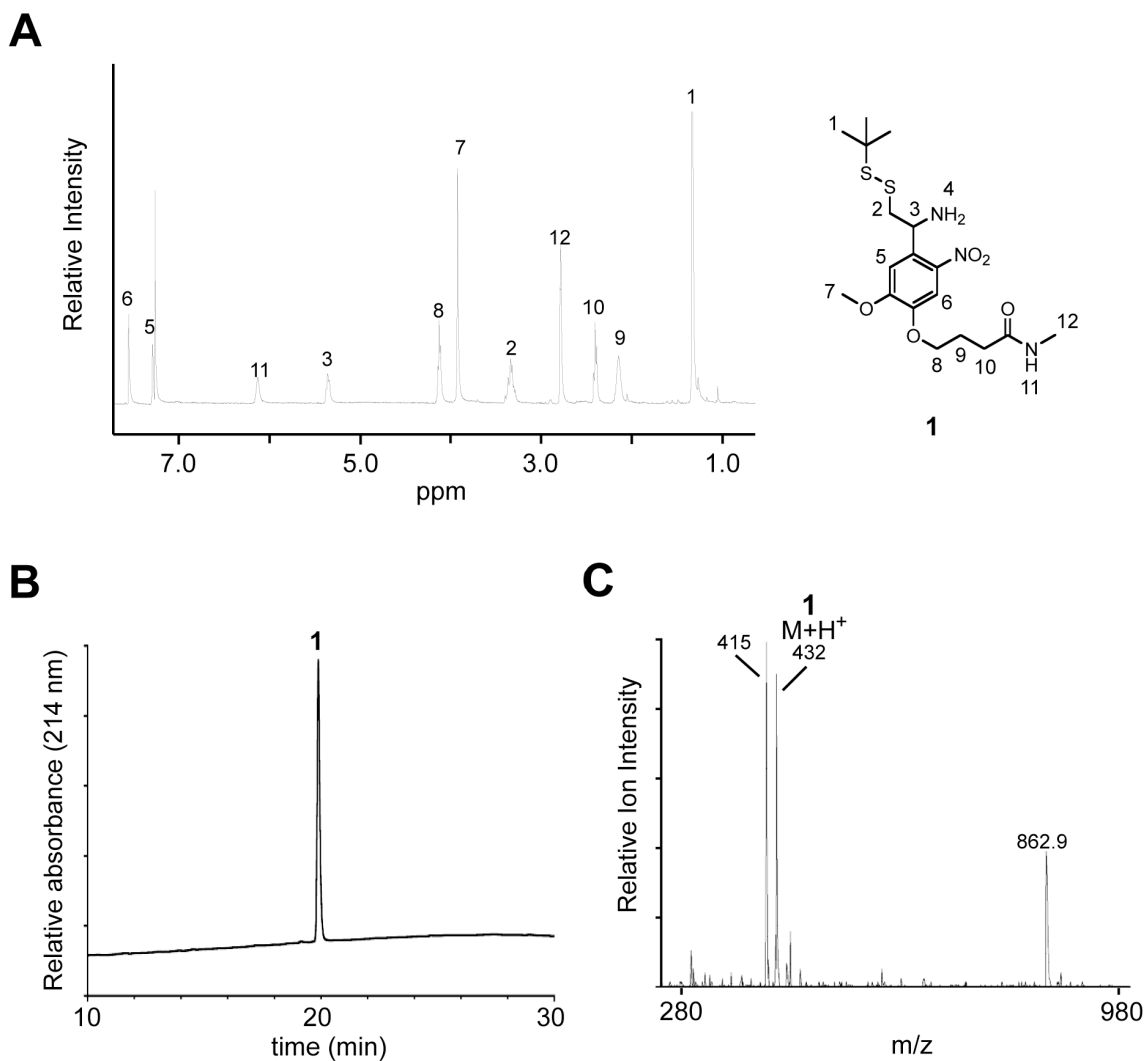 A
Relative Intensity
6
5
11
3
8
7
2
12
10
9
1
7.0
5.0
3.0
1.0
ppm
1
S
S
4
2
3
NH2
5
NO2
7
O
6
O
O
12
8
9
10
N
H
11
1
B
Relative absorbance (214 nm)
1
10
20
30
time (min)
C
Relative Ion Intensity
1
M+H+
415
432
862.9
280
980
m/z